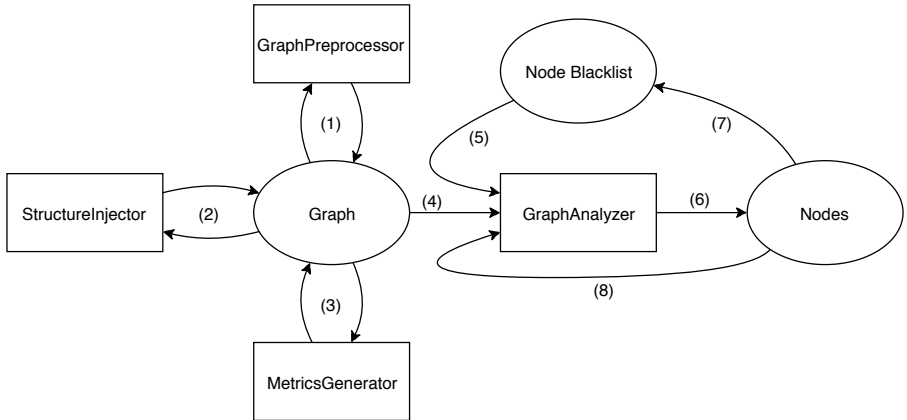 GraphPreprocessor
Node Blacklist
(1)
(5)
(7)
StructureInjector
(2)
Graph
(4)
GraphAnalyzer
(6)
Nodes
(3)
(8)
MetricsGenerator